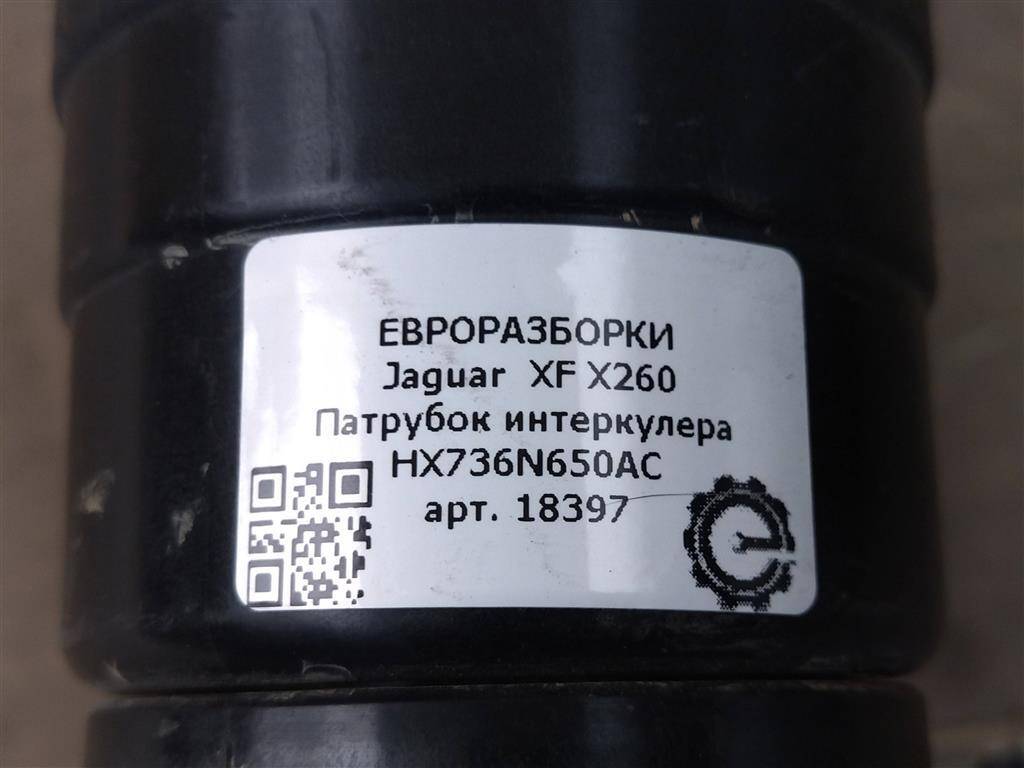 ЕВРОРАЗБОРКИ
Jaguar XF X260
Патрубок интеркулера
HX736N650AC
арт. 18397